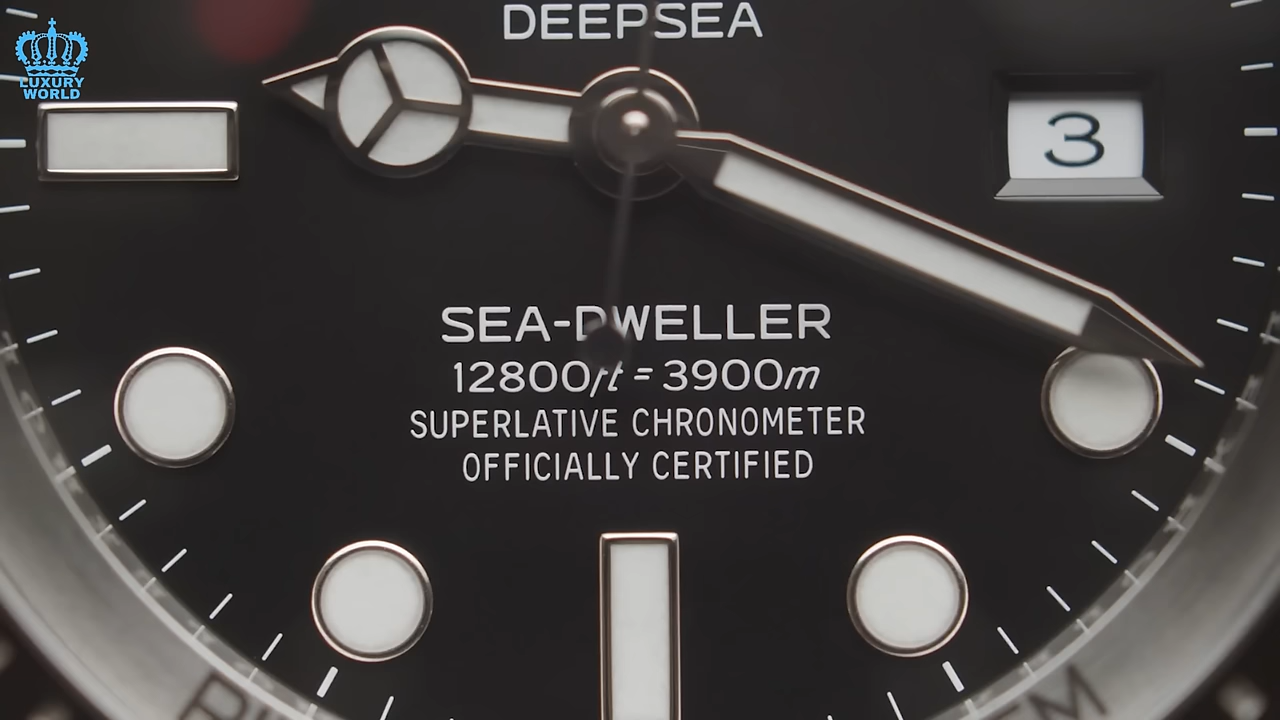 LUXURY
WORLD
DEEPSEA
3
SEA-DWELLER
12800ft = 3900m
SUPERLATIVE CHRONOMETER
OFFICIALLY CERTIFIED